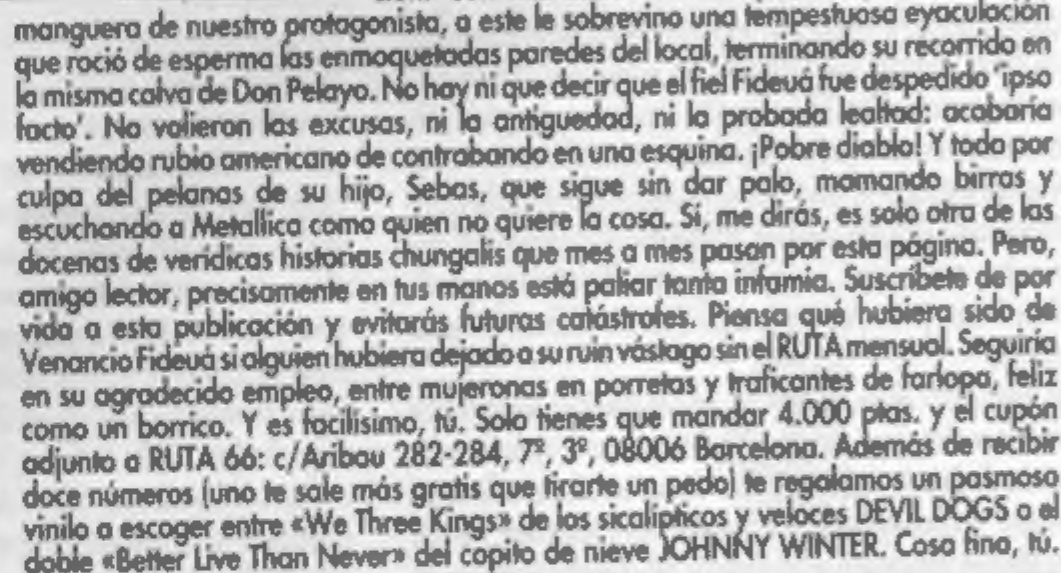 manguera de nuestro protagonista, a este le sobrevino una tempestuosa eyaculación
que roció de esperma las enmoquetadas paredes del local, terminando su recorrido en
la misma calva de Don Pelayo. No hay ni que decir que el fiel Fideuá fue despedido 'ipso
facto'. No valieron las excusas, ni la antiguedad, ni la probada lealtad: acabaría
vendiendo rubio americano de contrabando en una esquina. ¡Pobre diablo! Y todo por
culpa del pelanas de su hijo, Sebas, que sigue sin dar palo, mamando birras y
escuchando a Metallica como quien no quiere la cosa. Si, me dirás, es solo otra de las
docenas de verídicas historias chungalis que mes a mes pasan por esta página. Pero,
amigo lector, precisamente en tus manos está paliar tanta infamia. Suscríbete de por
vida a esta publicación y evitarás futuras catástrofes. Piensa qué hubiera sido de
Venancio Fideuá si alguien hubiera dejado a su ruin vástago sin el RUTA mensual. Seguiría
en su agradecido empleo, entre mujeronas en porretas y traficantes de farlopa, feliz
como un borrico. Y es facilísimo, tú. Solo tienes que mandar 4.000 ptas. y el cupón
adjunto a RUTA 66: c/Aribau 282-284, 7º, 3ª, 08006 Barcelona. Además de recibir
doce números (uno te sale más gratis que tirarte un pedo) te regalamos un pasmoso
vinilo a escoger entre «We Three Kings» de los sicalípticos y veloces DEVIL DOGS o el
doble «Better Live Than Never» del copito de nieve JOHNNY WINTER. Cosa fina, tú.